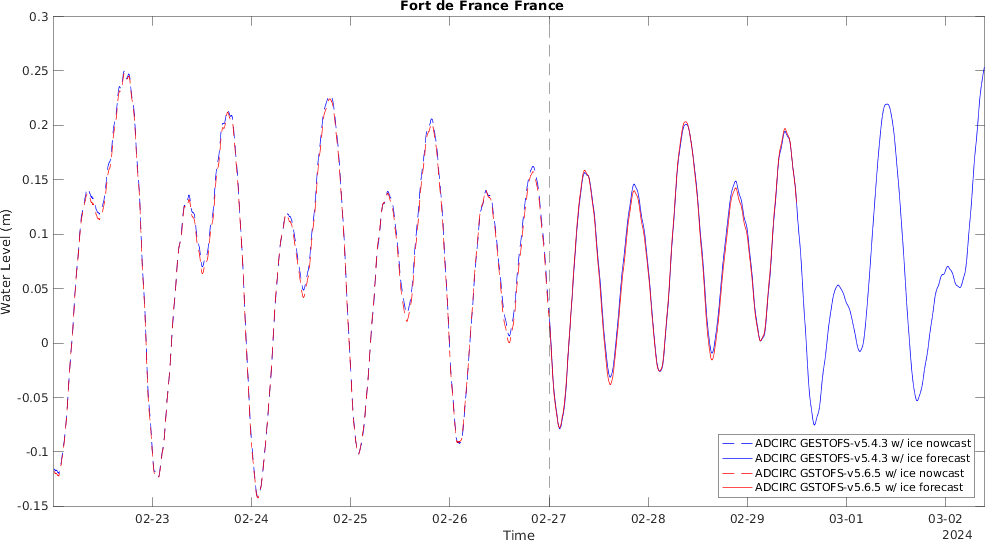 Fort de France France
0.3
0.25
0.2
0.15
0.1
0.05
0
-0.05
-0.1
-0.15
Water Level (m)
ADCIRC GESTOFS-v5.4.3 w/ ice nowcast
ADCIRC GESTOFS-v5.4.3 w/ ice forecast
ADCIRC GSTOFS-v5.6.5 w/ ice nowcast
ADCIRC GSTOFS-v5.6.5 w/ ice forecast
02-23 02-24 02-25 02-26 02-27 02-28 02-29 03-01 03-02
Time
2024